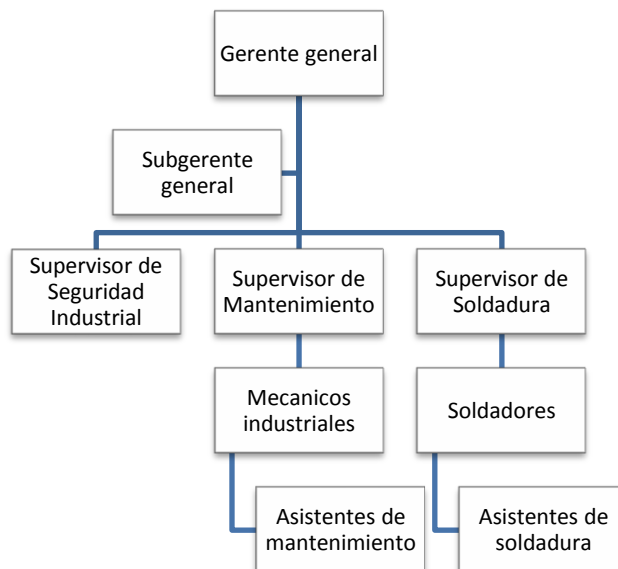 Gerente general
Subgerente
general
Supervisor de
Seguridad
Industrial
Supervisor de
Mantenimiento
Supervisor de
Soldadura
Mecanicos
industriales
Soldadores
Asistentes de
mantenimiento
Asistentes de
soldadura